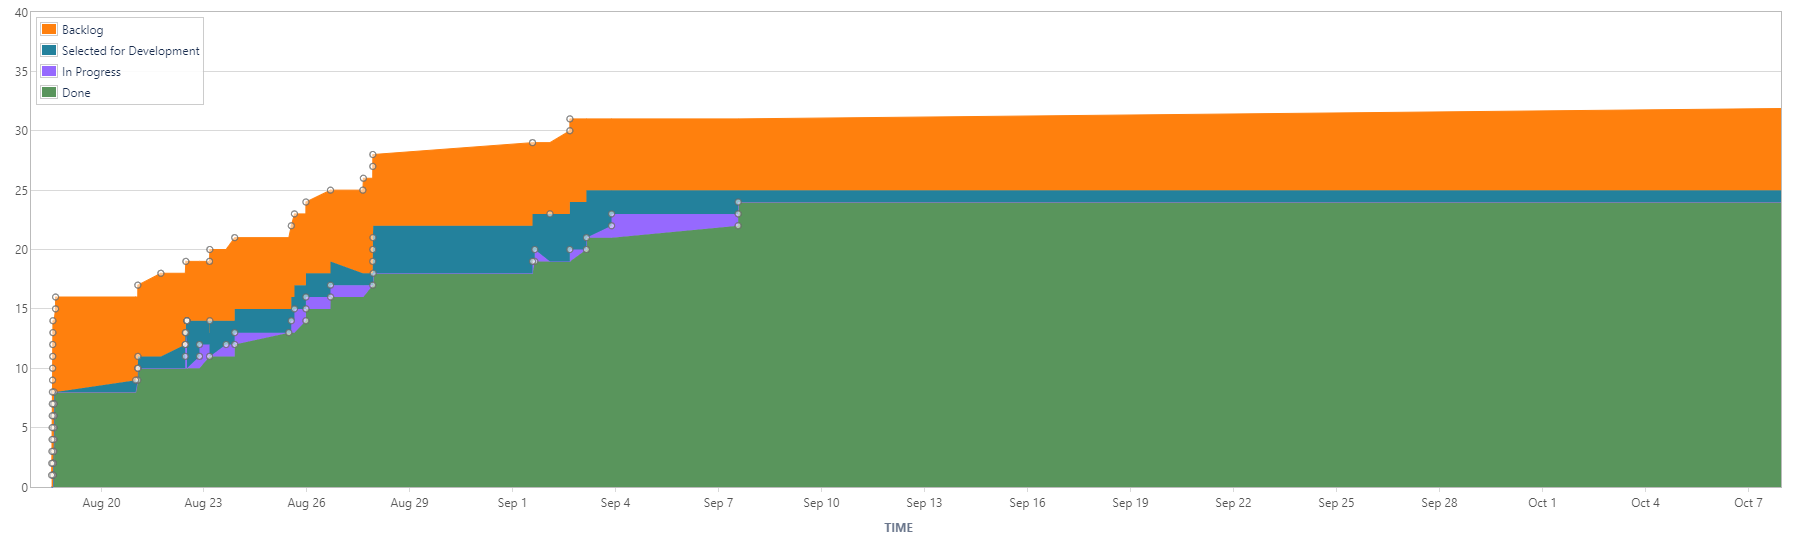 40
35
30
25
20
15
10
5
0
Backlog
Selected for Development
In Progress
Done
Aug 20 Aug 23 Aug 26 Aug 29 Sep 1 Sep 4 Sep 7 Sep 10 Sep 13 Sep 16 Sep 19 Sep 22 Sep 25 Sep 28 Oct 1 Oct 4 Oct 7
TIME